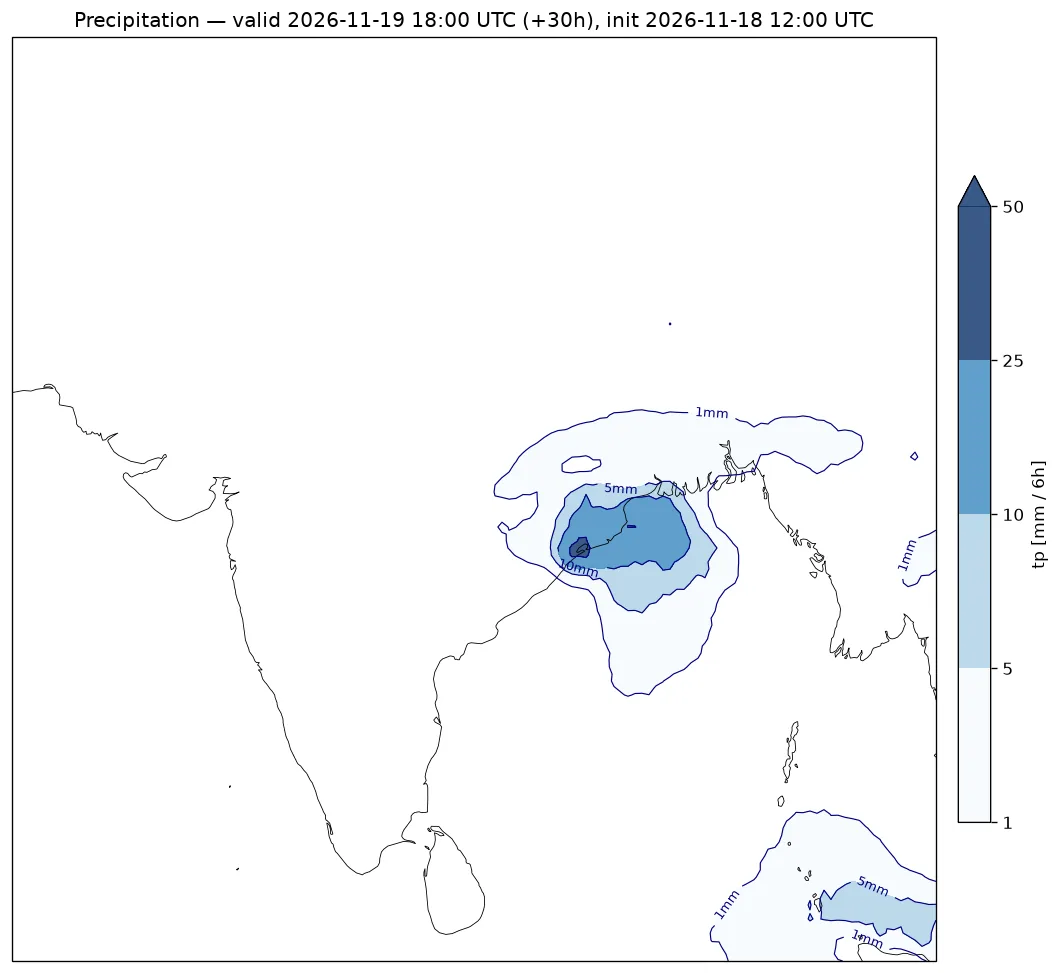 Precipitation — valid 2026-11-19 18:00 UTC (+30h), init 2026-11-18 12:00 UTC
50
25
10
5
1
tp [mm / 6h]
1mm
5mm
10mm
1mm
5mm
1mm
1mm